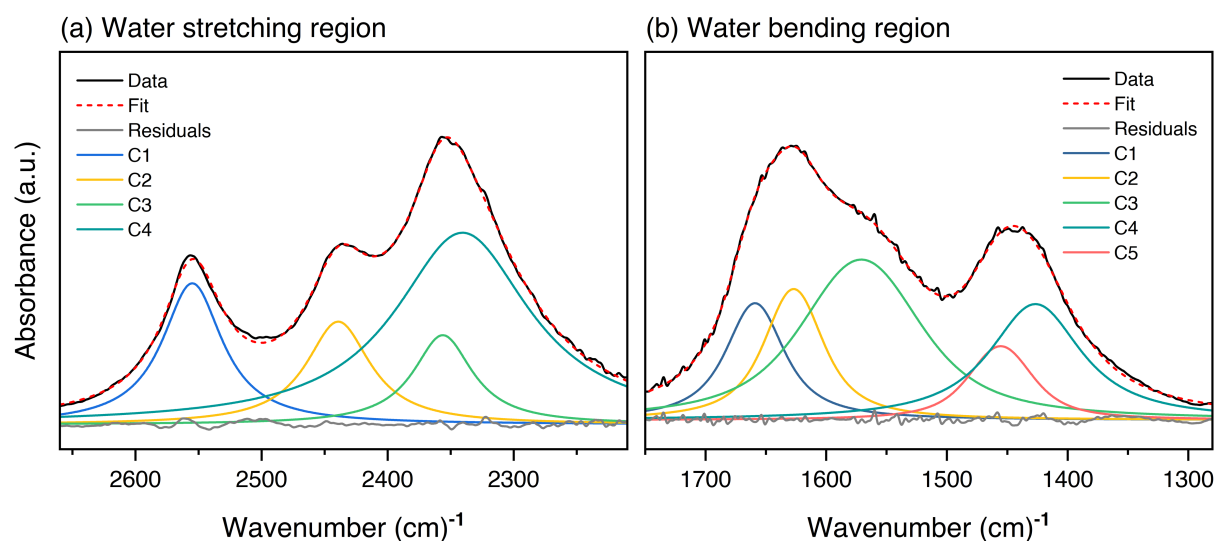 (a) Water stretching region
(b) Water bending region
Absorbance (a.u.)
Data
Fit
Residuals
C1
C2
C3
C4
Data
Fit
Residuals
C1
C2
C3
C4
C5
2600 2500 2400 2300
1700 1600 1500 1400 1300
Wavenumber (cm)⁻¹
Wavenumber (cm)⁻¹